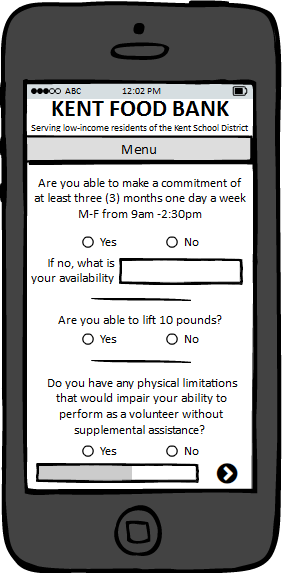 ABC 12:02 PM
KENT FOOD BANK
Serving low-income residents of the Kent School District
Menu
Are you able to make a commitment of
at least three (3) months one day a week
M-F from 9am -2:30pm
Yes No
If no, what is
your availability
Are you able to lift 10 pounds?
Yes No
Do you have any physical limitations
that would impair your ability to
perform as a volunteer without
supplemental assistance?
Yes No